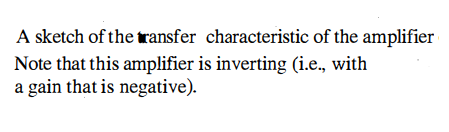 A sketch of the transfer characteristic of the amplifier
Note that this amplifier is inverting (i.e., with
a gain that is negative).